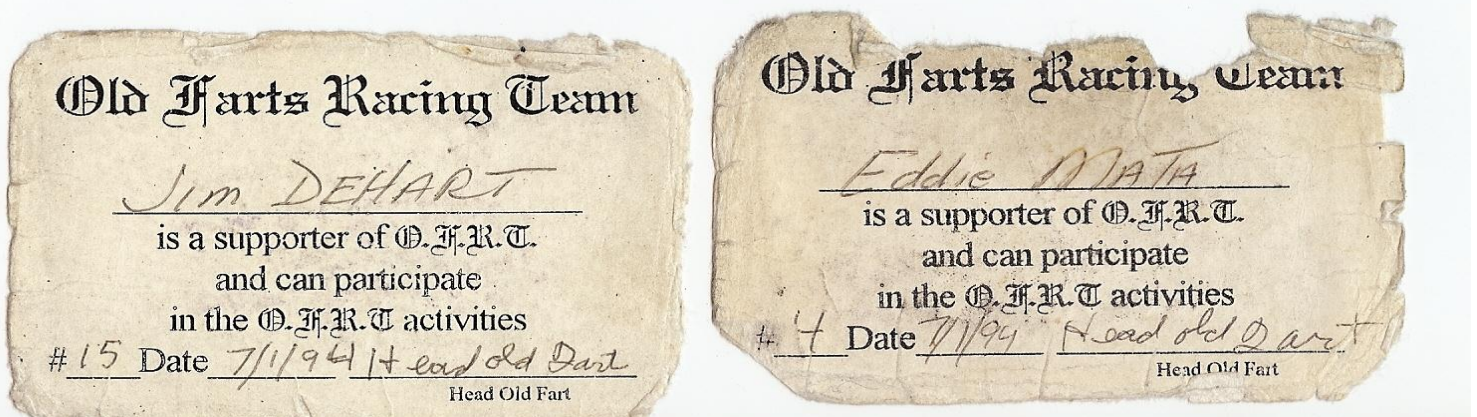 Old Farts Racing Team
Jim DEHART
is a supporter of O.F.R.T.
and can participate
in the O.F.R.T activities
#15 Date 7/1/94 Head old Fart
Head Old Fart
Old Farts Racing Team
Eddie MATA
is a supporter of O.F.R.T.
and can participate
in the O.F.R.T activities
# 4 Date 7/1/94 Head old Fart
Head Old Fart